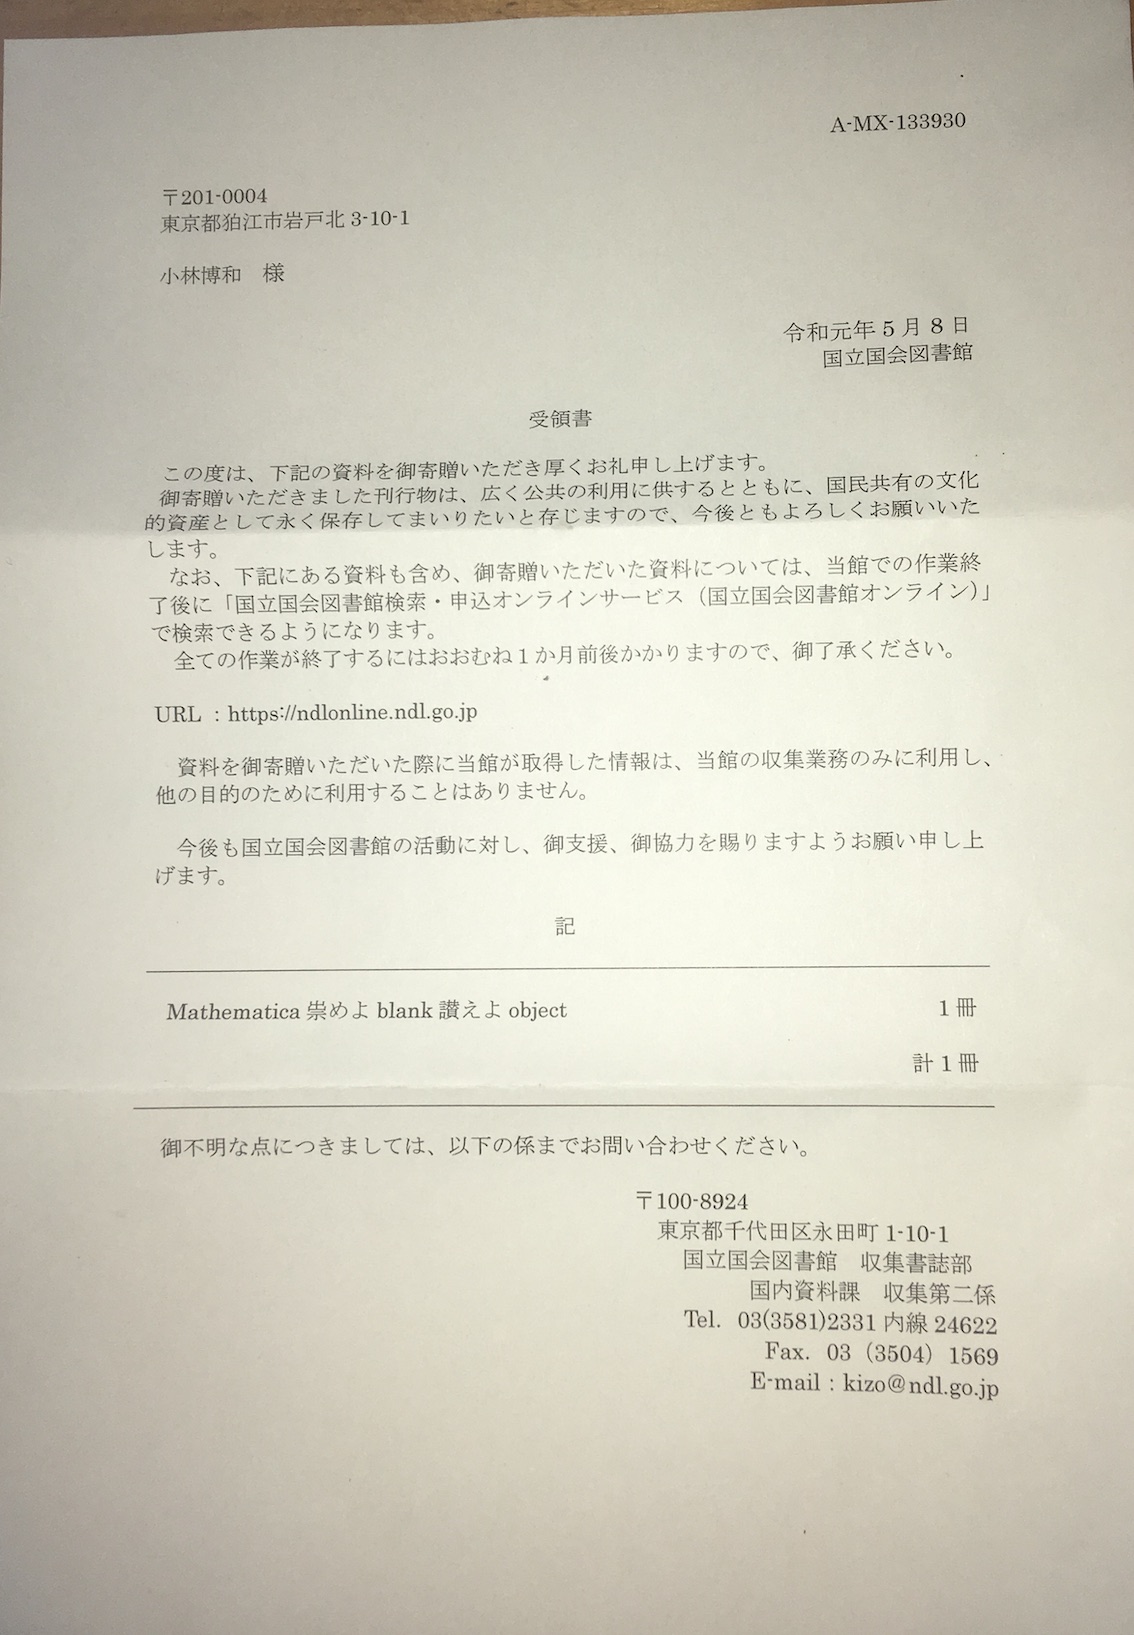 A-MX-133930
〒201-0004
東京都狛江市岩戸北 3-10-1
小林博和　様
令和元年 5 月 8 日
国立国会図書館
受領書
この度は、下記の資料を御寄贈いただき厚くお礼申し上げます。
御寄贈いただきました刊行物は、広く公共の利用に供するとともに、国民共有の文化
的資産として永く保存してまいりたいと存じますので、今後ともよろしくお願いいた
します。
なお、下記にある資料も含め、御寄贈いただいた資料については、当館での作業終
了後に「国立国会図書館検索・申込オンラインサービス（国立国会図書館オンライン）」
で検索できるようになります。
全ての作業が終了するにはおおむね１か月前後かかりますので、御了承ください。
URL ：https://ndlonline.ndl.go.jp
資料を御寄贈いただいた際に当館が取得した情報は、当館の収集業務のみに利用し、
他の目的のために利用することはありません。
今後も国立国会図書館の活動に対し、御支援、御協力を賜りますようお願い申し上
げます。
記
Mathematica 崇めよ blank 讃えよ object　1 冊
計 1 冊
御不明な点につきましては、以下の係までお問い合わせください。
〒100-8924
東京都千代田区永田町 1-10-1
国立国会図書館　収集書誌部
国内資料課　収集第二係
Tel. 03(3581)2331 内線 24622
Fax. 03（3504）1569
E-mail：kizo@ndl.go.jp